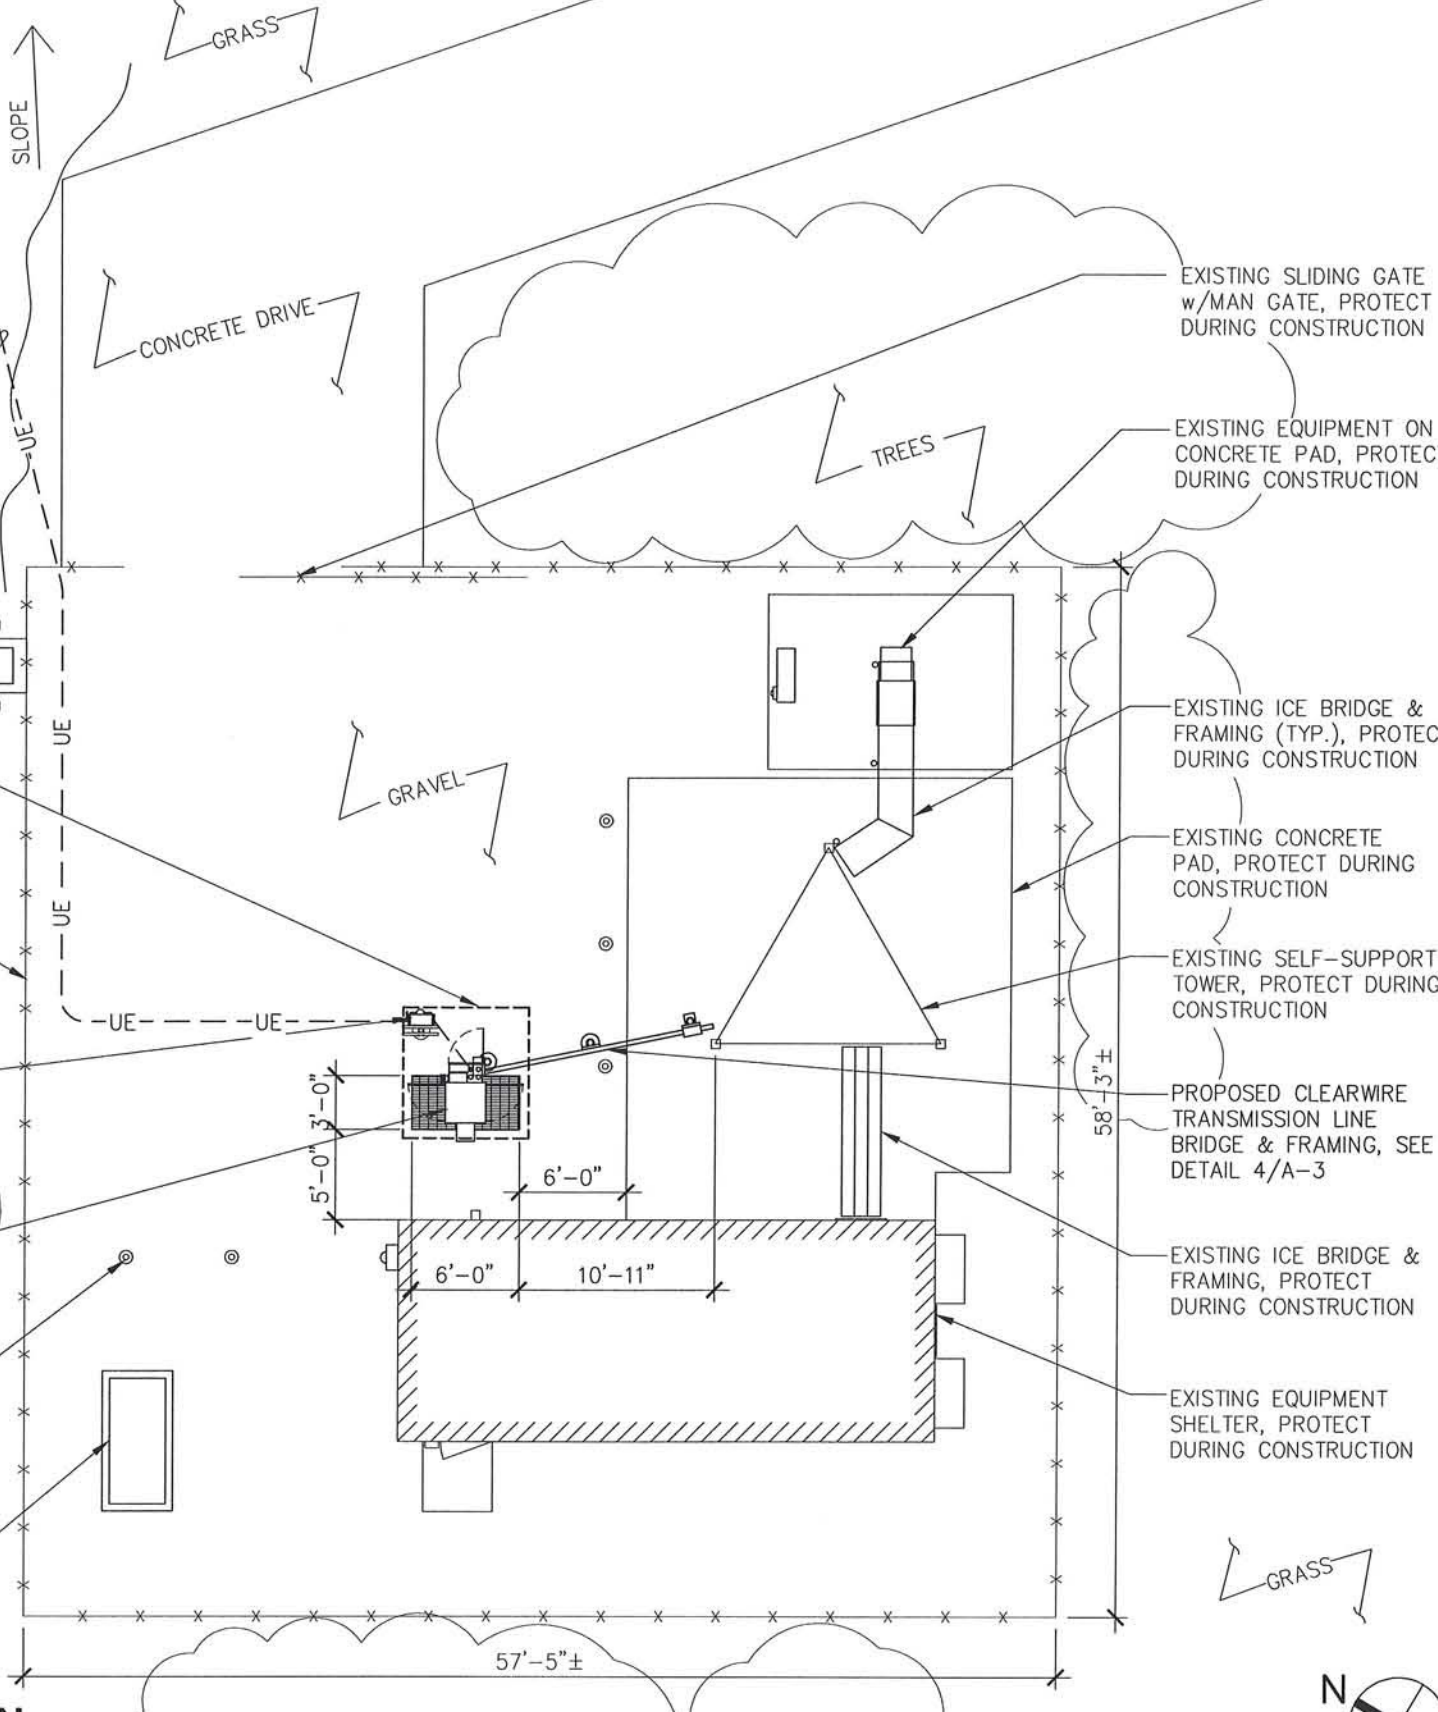 GRASS
SLOPE
CONCRETE DRIVE
EXISTING SLIDING GATE
w/MAN GATE, PROTECT
DURING CONSTRUCTION
UE
TREES
EXISTING EQUIPMENT ON
CONCRETE PAD, PROTEC
DURING CONSTRUCTION
UE
GRAVEL
EXISTING ICE BRIDGE &
FRAMING (TYP.), PROTEC
DURING CONSTRUCTION
EXISTING CONCRETE
PAD, PROTECT DURING
CONSTRUCTION
UE
EXISTING SELF-SUPPORT
TOWER, PROTECT DURING
CONSTRUCTION
UE
UE
3'-0"
5'-0"
58'-3"±
PROPOSED CLEARWIRE
TRANSMISSION LINE
BRIDGE & FRAMING, SEE
DETAIL 4/A-3
6'-0"
6'-0"
10'-11"
EXISTING ICE BRIDGE &
FRAMING, PROTECT
DURING CONSTRUCTION
EXISTING EQUIPMENT
SHELTER, PROTECT
DURING CONSTRUCTION
GRASS
57'-5"±
N